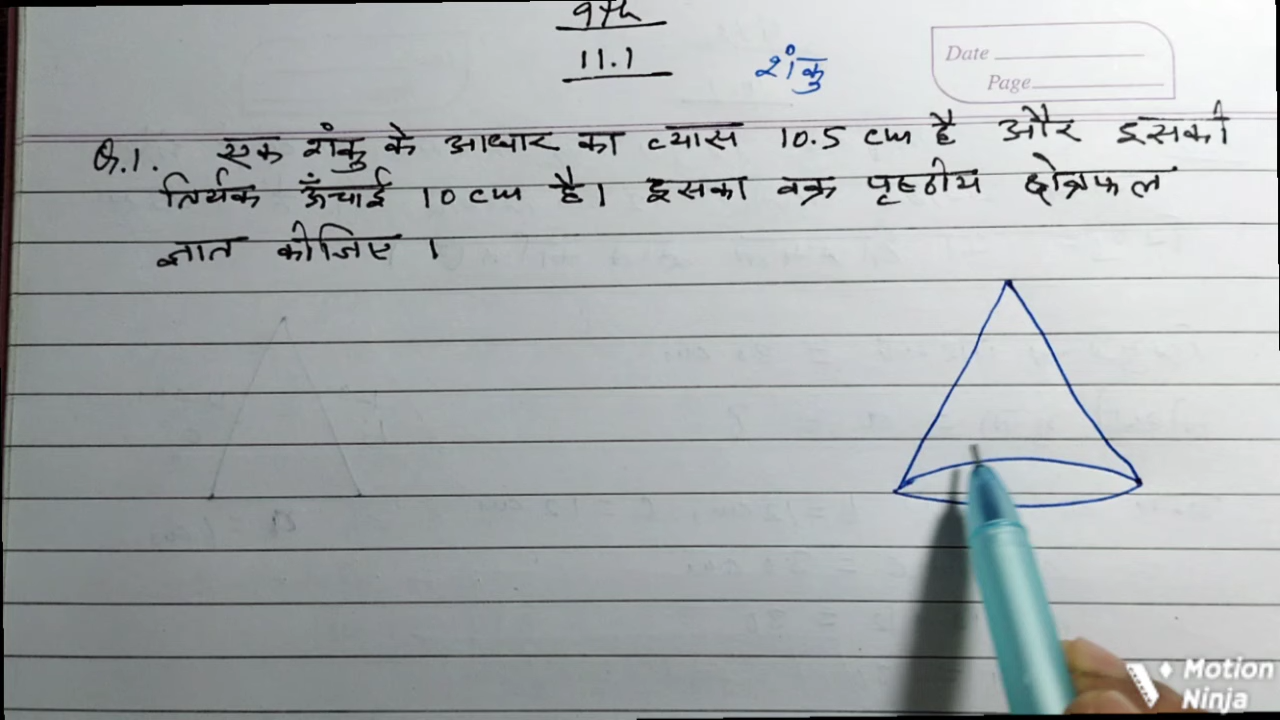 9th
11.1
शंकु
Date
Page
Q.1. एक शंकु के आधार का व्यास 10.5 cm है और इसकी
तिर्यक ऊँचाई 10 cm है। इसका वक्र पृष्ठीय क्षेत्रफल
ज्ञात कीजिए ।
Motion
Ninja